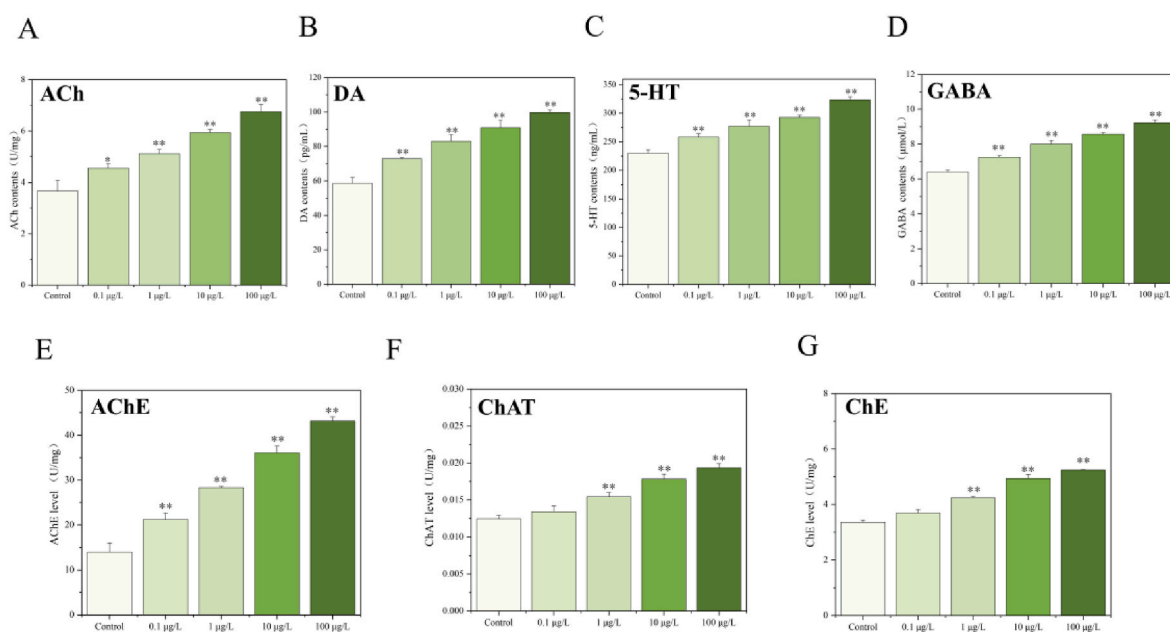 A
ACh
ACh contents（U/mg）
8
6
4
2
0
*
**
**
**
Control
0.1 μg/L
1 μg/L
10 μg/L
100 μg/L
B
DA
DA contents（pg/mL）
120
100
80
60
40
20
0
**
**
**
**
Control
0.1 μg/L
1 μg/L
10 μg/L
100 μg/L
C
5-HT
5-HT contents（ng/mL）
350
300
250
200
150
100
50
0
**
**
**
**
Control
0.1 μg/L
1 μg/L
10 μg/L
100 μg/L
D
GABA
GABA contents（μmol/L）
12
10
8
6
4
2
0
**
**
**
**
Control
0.1 μg/L
1 μg/L
10 μg/L
100 μg/L
E
AChE
AChE level（U/mg）
50
40
30
20
10
0
**
**
**
**
Control
0.1 μg/L
1 μg/L
10 μg/L
100 μg/L
F
ChAT
ChAT level（U/mg）
0.030
0.025
0.020
0.015
0.010
0.005
0.000
**
**
**
Control
0.1 μg/L
1 μg/L
10 μg/L
100 μg/L
G
ChE
ChE level（U/mg）
8
6
4
2
0
**
**
**
Control
0.1 μg/L
1 μg/L
10 μg/L
100 μg/L